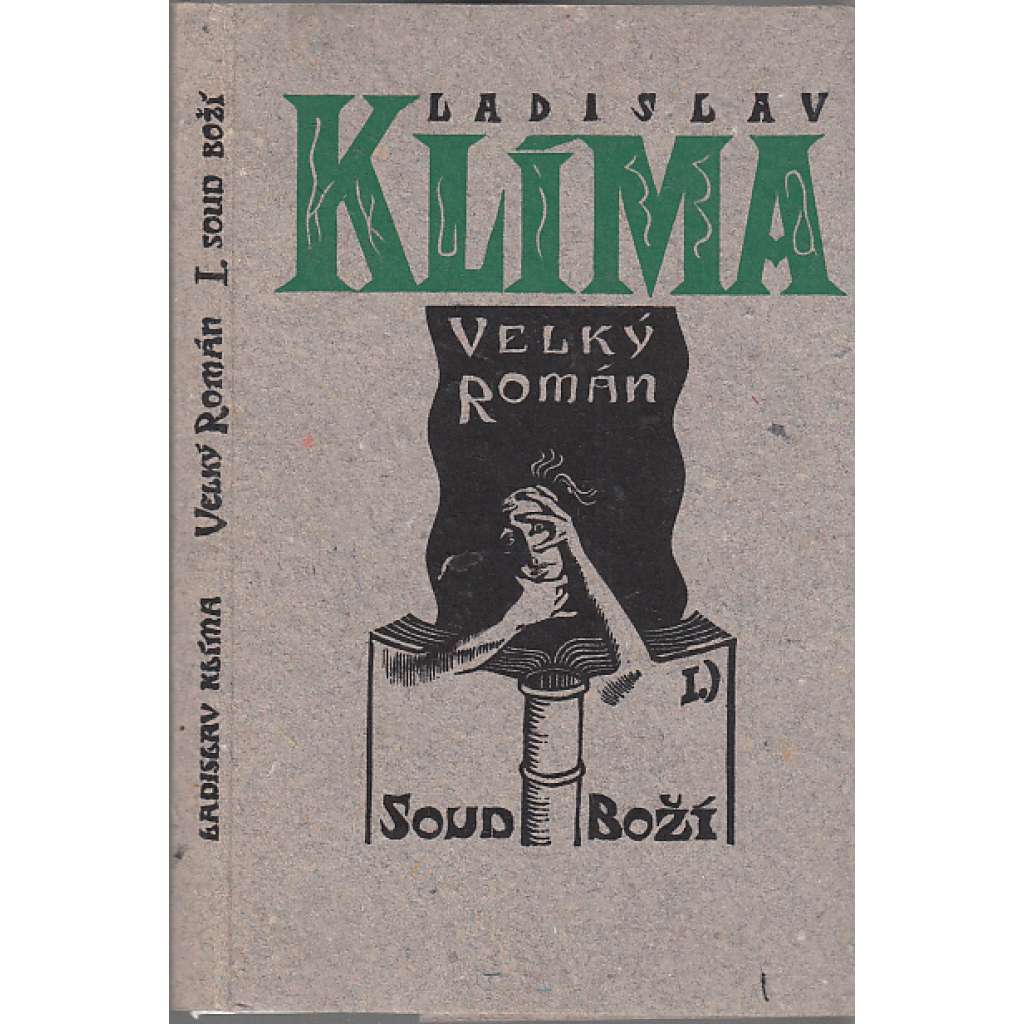 LADISLAV
KLÍMA
VELKÝ
ROMÁN
I.)
SOUD BOŽÍ
LADISLAV KLÍMA VELKÝ ROMÁN I. SOUD BOŽÍ